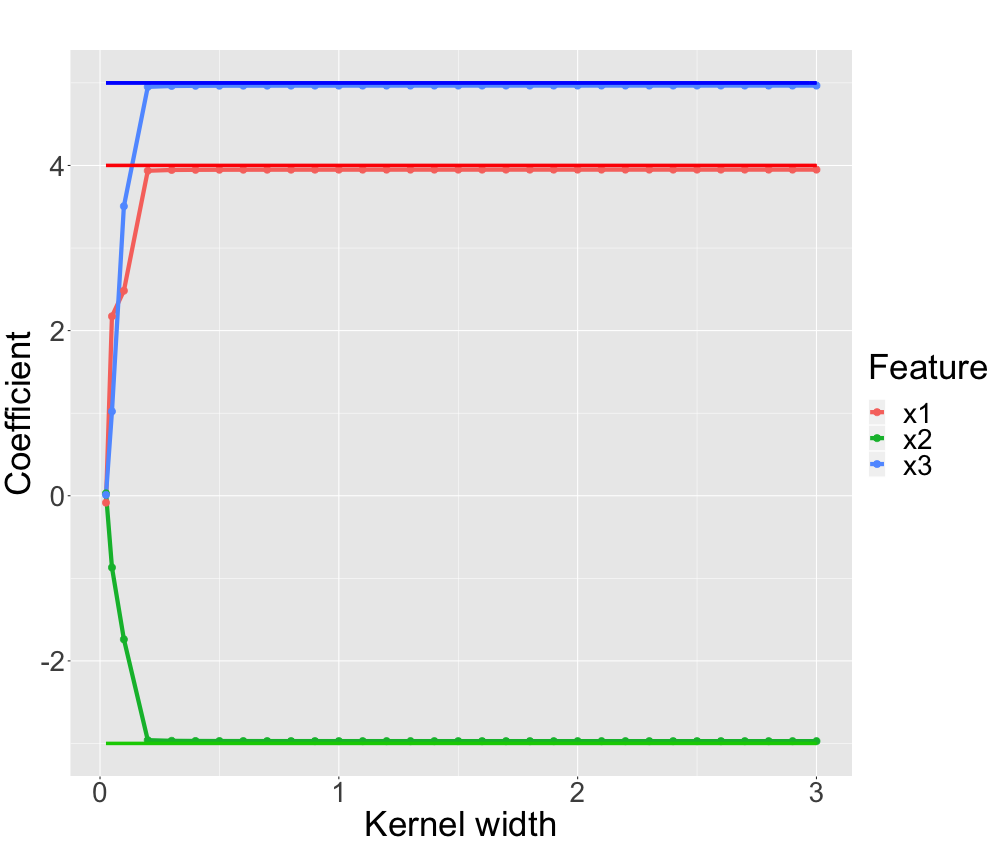 Coefficient
4
2
0
-2
0 1 2 3
Kernel width
Feature
x1
x2
x3